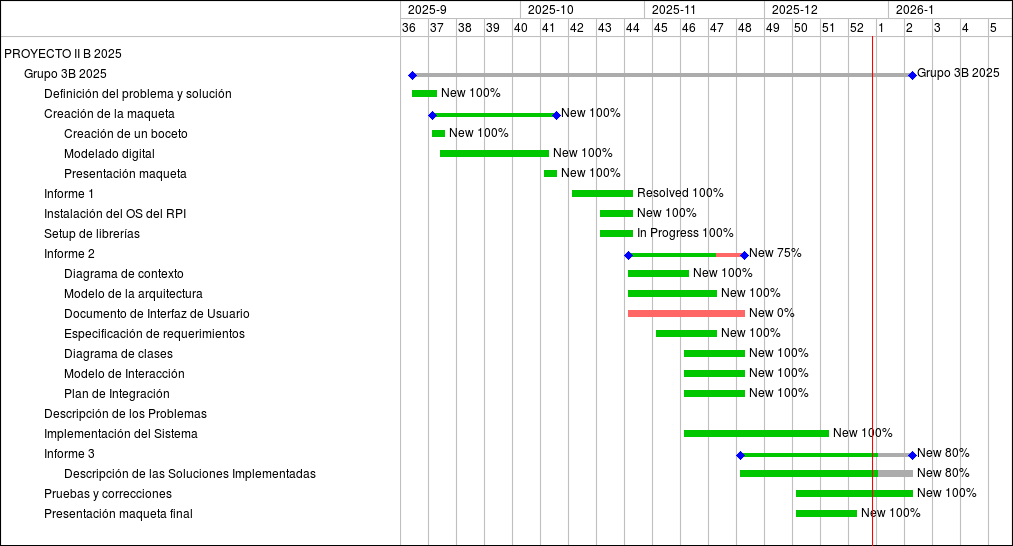 2025-9 2025-10 2025-11 2025-12 2026-1
36 37 38 39 40 41 42 43 44 45 46 47 48 49 50 51 52 1 2 3 4 5
PROYECTO II B 2025
Grupo 3B 2025 Grupo 3B 2025
Definición del problema y solución New 100%
Creación de la maqueta New 100%
Creación de un boceto New 100%
Modelado digital New 100%
Presentación maqueta New 100%
Informe 1 Resolved 100%
Instalación del OS del RPI New 100%
Setup de librerías In Progress 100%
Informe 2 New 75%
Diagrama de contexto New 100%
Modelo de la arquitectura New 100%
Documento de Interfaz de Usuario New 0%
Especificación de requerimientos New 100%
Diagrama de clases New 100%
Modelo de Interacción New 100%
Plan de Integración New 100%
Descripción de los Problemas
Implementación del Sistema New 100%
Informe 3 New 80%
Descripción de las Soluciones Implementadas New 80%
Pruebas y correcciones New 100%
Presentación maqueta final New 100%